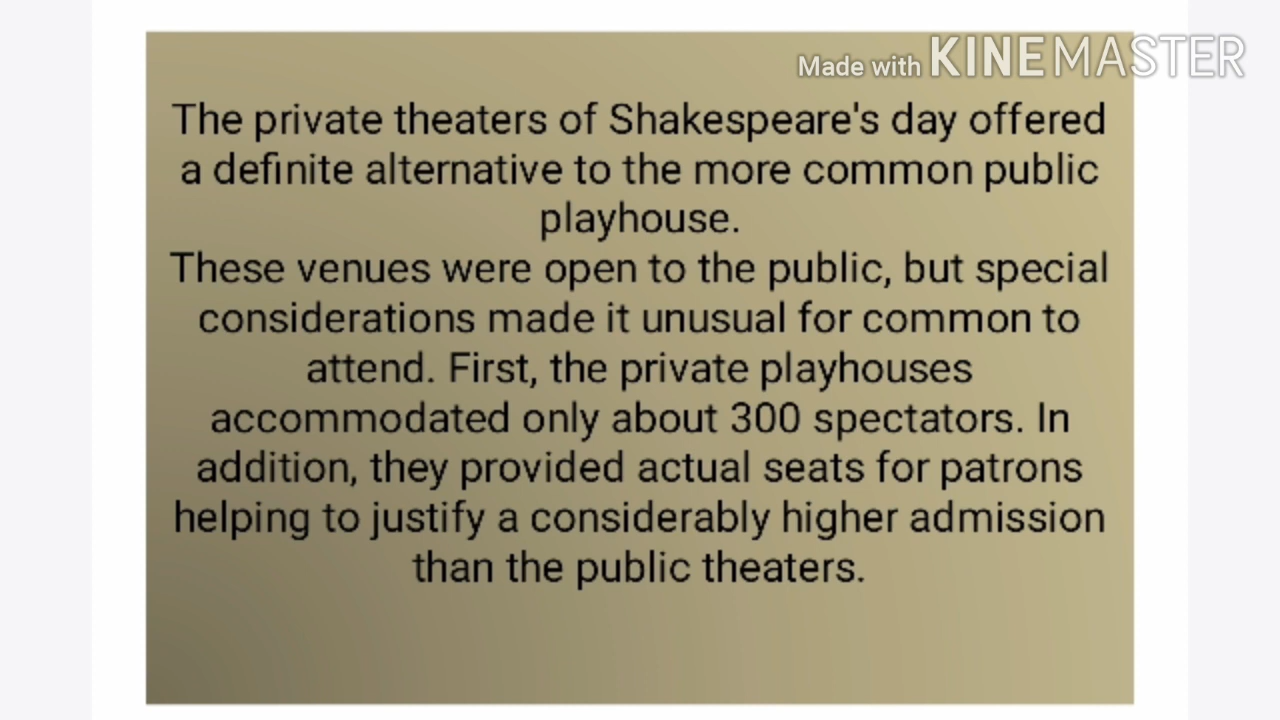 Made with KINEMASTER
The private theaters of Shakespeare's day offered
a definite alternative to the more common public
playhouse.
These venues were open to the public, but special
considerations made it unusual for common to
attend. First, the private playhouses
accommodated only about 300 spectators. In
addition, they provided actual seats for patrons
helping to justify a considerably higher admission
than the public theaters.